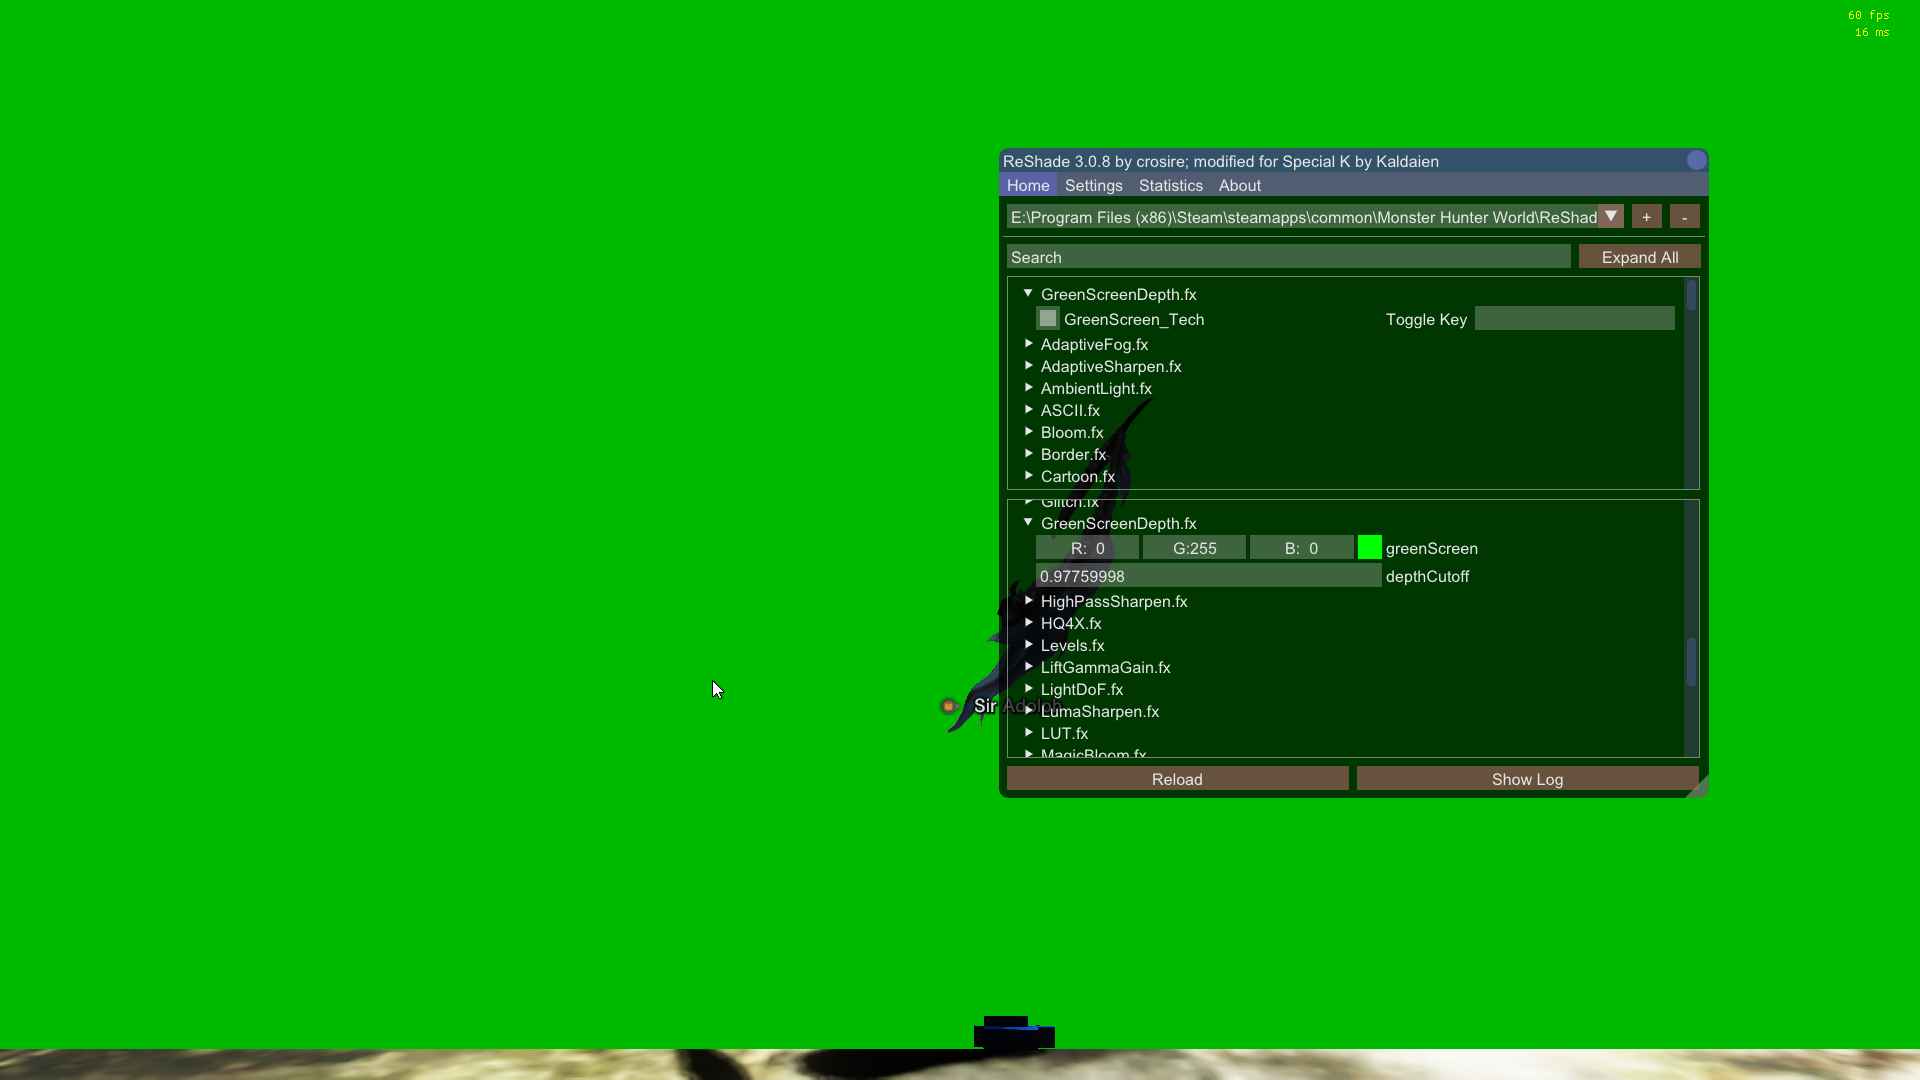 60 fps
16 ms
ReShade 3.0.8 by crosire; modified for Special K by Kaldaien
Home Settings Statistics About
E:\Program Files (x86)\Steam\steamapps\common\Monster Hunter World\ReShad
+ -
Search Expand All
GreenScreenDepth.fx
GreenScreen_Tech Toggle Key
AdaptiveFog.fx
AdaptiveSharpen.fx
AmbientLight.fx
ASCII.fx
Bloom.fx
Border.fx
Cartoon.fx
Glitch.fx
GreenScreenDepth.fx
R: 0 G:255 B: 0 greenScreen
0.97759998 depthCutoff
HighPassSharpen.fx
HQ4X.fx
Levels.fx
LiftGammaGain.fx
LightDoF.fx
Sir Adolph
LumaSharpen.fx
LUT.fx
MagicBloom.fx
Reload Show Log